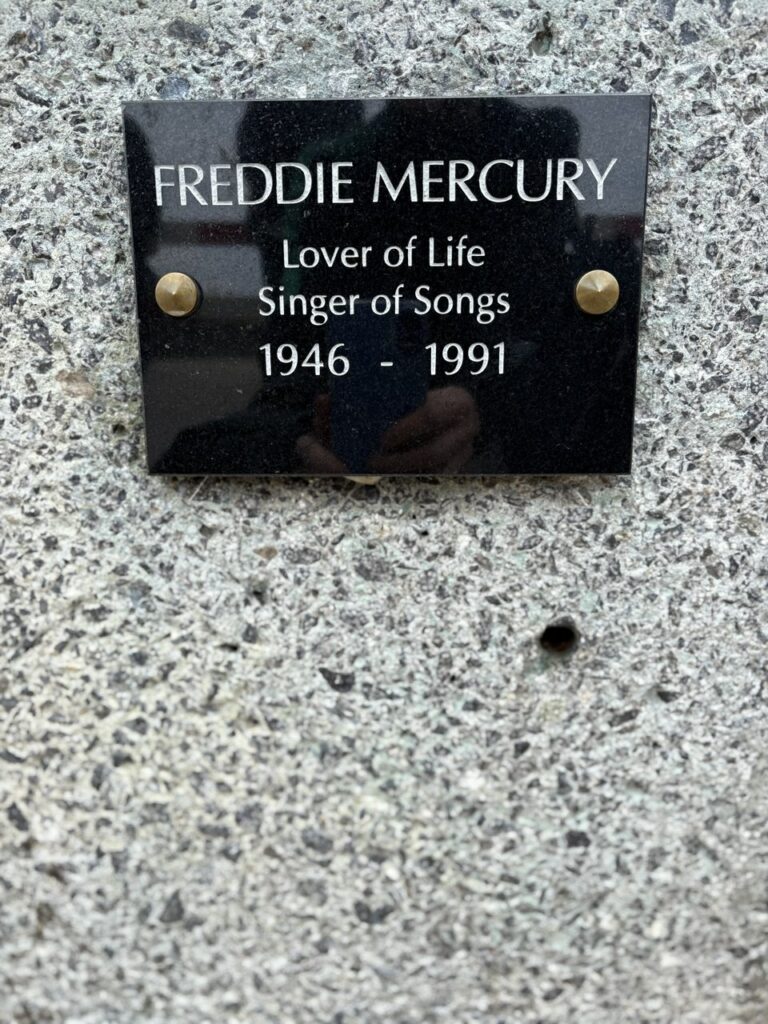 FREDDIE MERCURY
Lover of Life
Singer of Songs
1946 - 1991